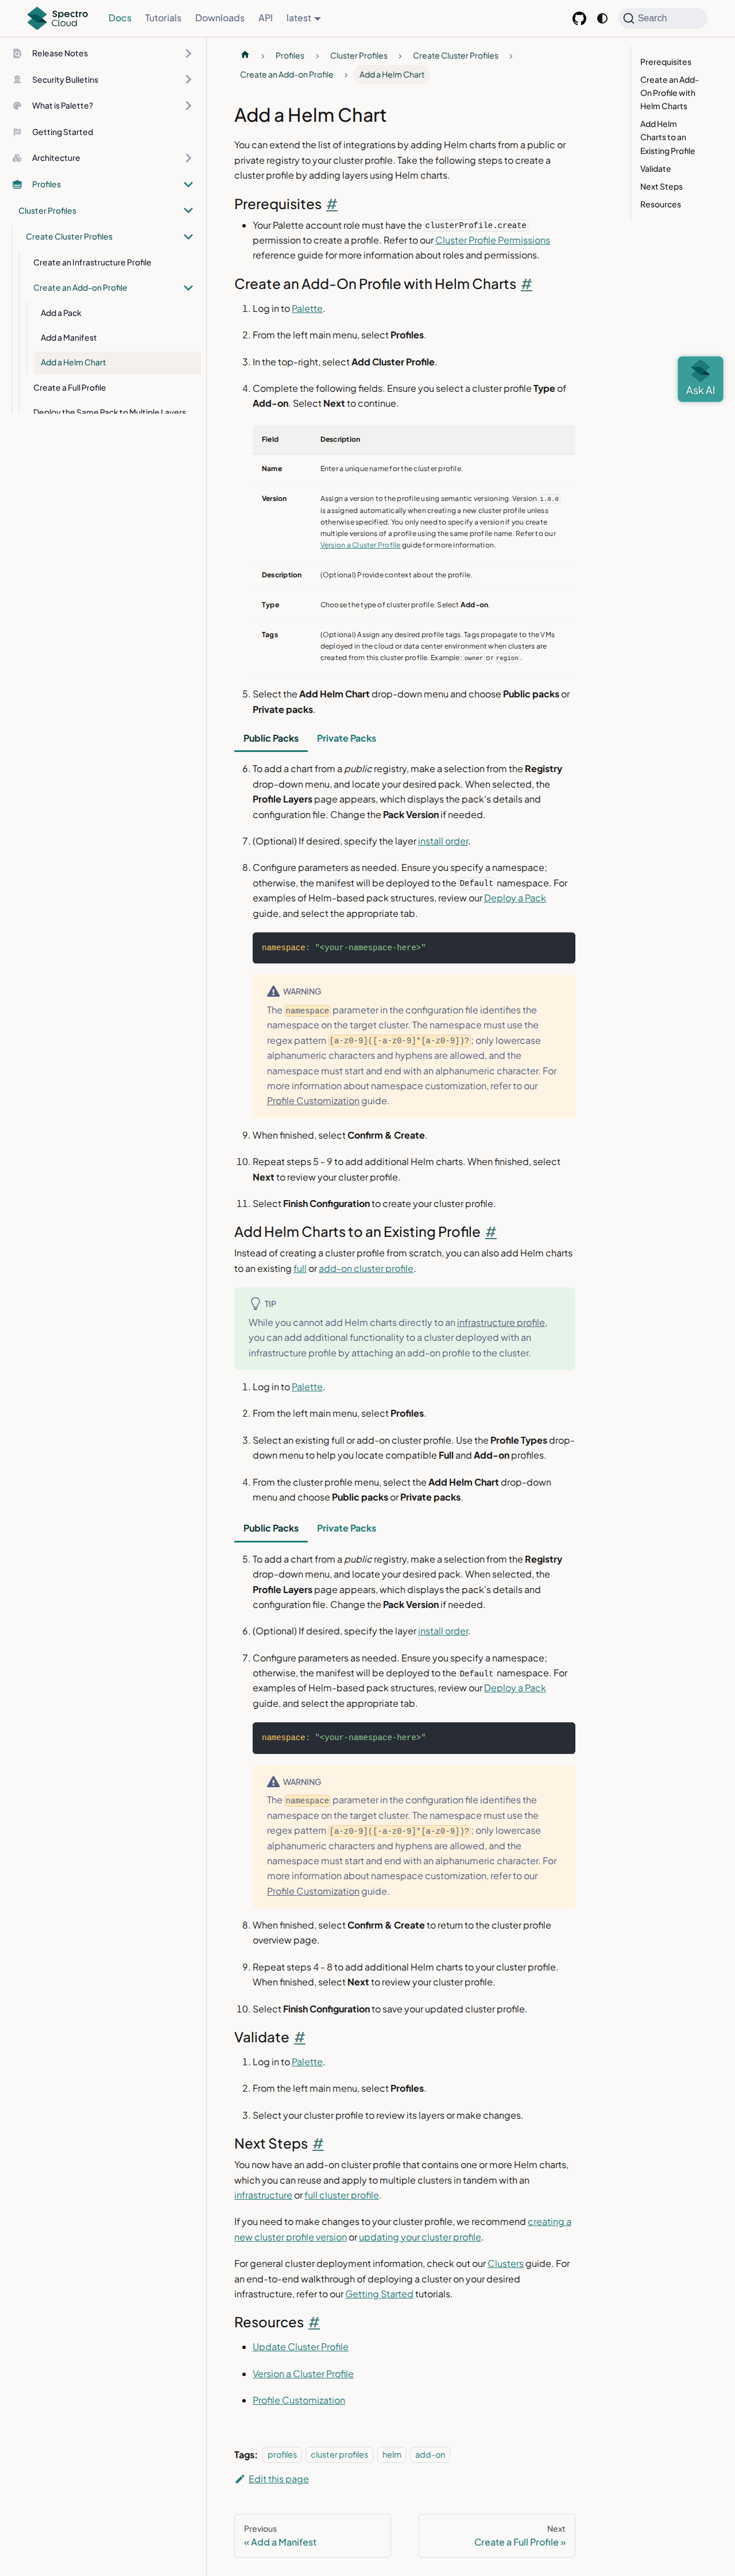 Spectro Cloud
Docs
Tutorials
Downloads
API
latest
Search
Release Notes
Security Bulletins
What is Palette?
Getting Started
Architecture
Profiles
Cluster Profiles
Create Cluster Profiles
Create an Infrastructure Profile
Create an Add-on Profile
Add a Pack
Add a Manifest
Add a Helm Chart
Create a Full Profile
Deploy the Same Pack to Multiple Layers
Profiles
Cluster Profiles
Create Cluster Profiles
Create an Add-on Profile
Add a Helm Chart
Add a Helm Chart
You can extend the list of integrations by adding Helm charts from a public or
private registry to your cluster profile. Take the following steps to create a
cluster profile by adding layers using Helm charts.
Prerequisites #
Your Palette account role must have the clusterProfile.create
permission to create a profile. Refer to our Cluster Profile Permissions
reference guide for more information about roles and permissions.
Create an Add-On Profile with Helm Charts #
1. Log in to Palette.
2. From the left main menu, select Profiles.
3. In the top-right, select Add Cluster Profile.
4. Complete the following fields. Ensure you select a cluster profile Type of
Add-on. Select Next to continue.
Field Description
Name Enter a unique name for the cluster profile.
Version Assign a version to the profile using semantic versioning. Version 1.0.0
is assigned automatically when creating a new cluster profile unless
otherwise specified. You only need to specify a version if you create
multiple versions of a profile using the same profile name. Refer to our
Version a Cluster Profile guide for more information.
Description (Optional) Provide context about the profile.
Type Choose the type of cluster profile. Select Add-on.
Tags (Optional) Assign any desired profile tags. Tags propagate to the VMs
deployed in the cloud or data center environment when clusters are
created from this cluster profile. Example: owner or region.
5. Select the Add Helm Chart drop-down menu and choose Public packs or
Private packs.
Public Packs Private Packs
6. To add a chart from a public registry, make a selection from the Registry
drop-down menu, and locate your desired pack. When selected, the
Profile Layers page appears, which displays the pack's details and
configuration file. Change the Pack Version if needed.
7. (Optional) If desired, specify the layer install order.
8. Configure parameters as needed. Ensure you specify a namespace;
otherwise, the manifest will be deployed to the Default namespace. For
examples of Helm-based pack structures, review our Deploy a Pack
guide, and select the appropriate tab.
namespace: "<your-namespace-here>"
WARNING
The namespace parameter in the configuration file identifies the
namespace on the target cluster. The namespace must use the
regex pattern [a-z0-9]([-a-z0-9]*[a-z0-9])?; only lowercase
alphanumeric characters and hyphens are allowed, and the
namespace must start and end with an alphanumeric character. For
more information about namespace customization, refer to our
Profile Customization guide.
9. When finished, select Confirm & Create.
10. Repeat steps 5 - 9 to add additional Helm charts. When finished, select
Next to review your cluster profile.
11. Select Finish Configuration to create your cluster profile.
Add Helm Charts to an Existing Profile #
Instead of creating a cluster profile from scratch, you can also add Helm charts
to an existing full or add-on cluster profile.
TIP
While you cannot add Helm charts directly to an infrastructure profile,
you can add additional functionality to a cluster deployed with an
infrastructure profile by attaching an add-on profile to the cluster.
1. Log in to Palette.
2. From the left main menu, select Profiles.
3. Select an existing full or add-on cluster profile. Use the Profile Types drop-
down menu to help you locate compatible Full and Add-on profiles.
4. From the cluster profile menu, select the Add Helm Chart drop-down
menu and choose Public packs or Private packs.
Public Packs Private Packs
5. To add a chart from a public registry, make a selection from the Registry
drop-down menu, and locate your desired pack. When selected, the
Profile Layers page appears, which displays the pack's details and
configuration file. Change the Pack Version if needed.
6. (Optional) If desired, specify the layer install order.
7. Configure parameters as needed. Ensure you specify a namespace;
otherwise, the manifest will be deployed to the Default namespace. For
examples of Helm-based pack structures, review our Deploy a Pack
guide, and select the appropriate tab.
namespace: "<your-namespace-here>"
WARNING
The namespace parameter in the configuration file identifies the
namespace on the target cluster. The namespace must use the
regex pattern [a-z0-9]([-a-z0-9]*[a-z0-9])?; only lowercase
alphanumeric characters and hyphens are allowed, and the
namespace must start and end with an alphanumeric character. For
more information about namespace customization, refer to our
Profile Customization guide.
8. When finished, select Confirm & Create to return to the cluster profile
overview page.
9. Repeat steps 4 - 8 to add additional Helm charts to your cluster profile.
When finished, select Next to review your cluster profile.
10. Select Finish Configuration to save your updated cluster profile.
Validate #
1. Log in to Palette.
2. From the left main menu, select Profiles.
3. Select your cluster profile to review its layers or make changes.
Next Steps #
You now have an add-on cluster profile that contains one or more Helm charts,
which you can reuse and apply to multiple clusters in tandem with an
infrastructure or full cluster profile.
If you need to make changes to your cluster profile, we recommend creating a
new cluster profile version or updating your cluster profile.
For general cluster deployment information, check out our Clusters guide. For
an end-to-end walkthrough of deploying a cluster on your desired
infrastructure, refer to our Getting Started tutorials.
Resources #
Update Cluster Profile
Version a Cluster Profile
Profile Customization
Tags: profiles cluster profiles helm add-on
Edit this page
Previous
« Add a Manifest
Next
Create a Full Profile »
Prerequisites
Create an Add-
On Profile with
Helm Charts
Add Helm
Charts to an
Existing Profile
Validate
Next Steps
Resources
Ask AI